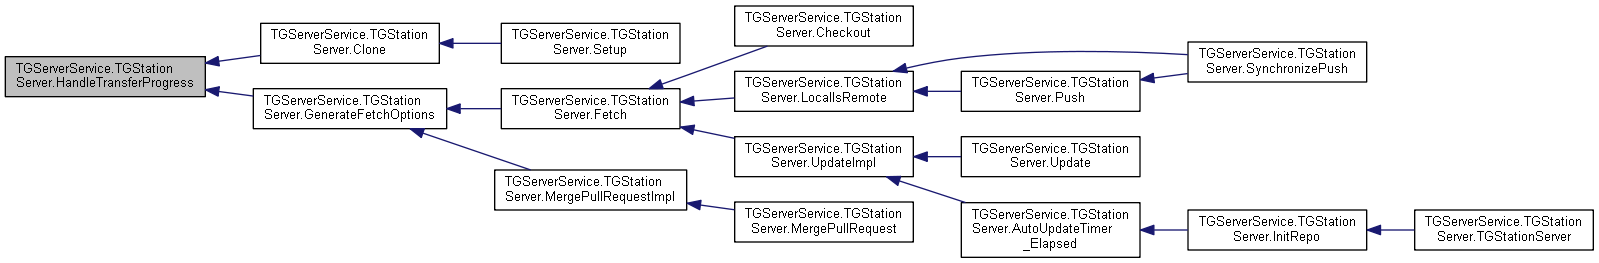 TGServerService.TGStation
Server.HandleTransferProgress
TGServerService.TGStation
Server.Clone
TGServerService.TGStation
Server.Setup
TGServerService.TGStation
Server.GenerateFetchOptions
TGServerService.TGStation
Server.Fetch
TGServerService.TGStation
Server.MergePullRequestImpl
TGServerService.TGStation
Server.Checkout
TGServerService.TGStation
Server.LocalIsRemote
TGServerService.TGStation
Server.UpdateImpl
TGServerService.TGStation
Server.MergePullRequest
TGServerService.TGStation
Server.Push
TGServerService.TGStation
Server.Update
TGServerService.TGStation
Server.AutoUpdateTimer
_Elapsed
TGServerService.TGStation
Server.SynchronizePush
TGServerService.TGStation
Server.InitRepo
TGServerService.TGStation
Server.TGStationServer